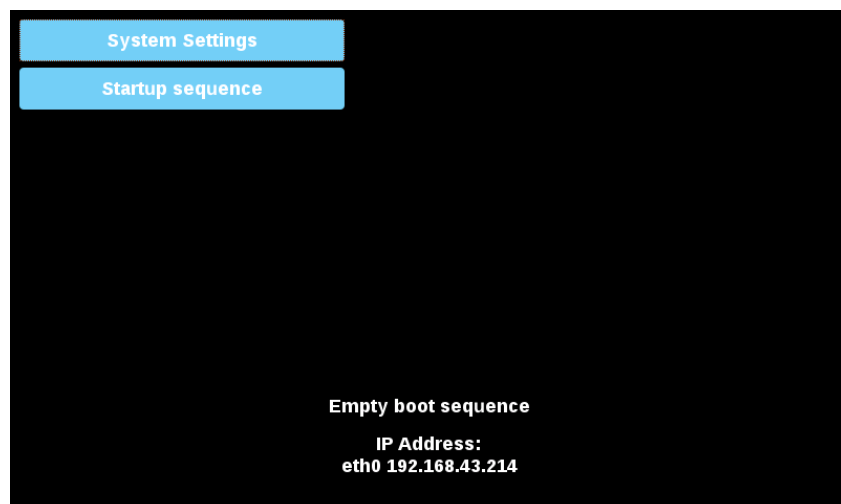 System Settings
Startup sequence
Empty boot sequence
IP Address:
eth0 192.168.43.214